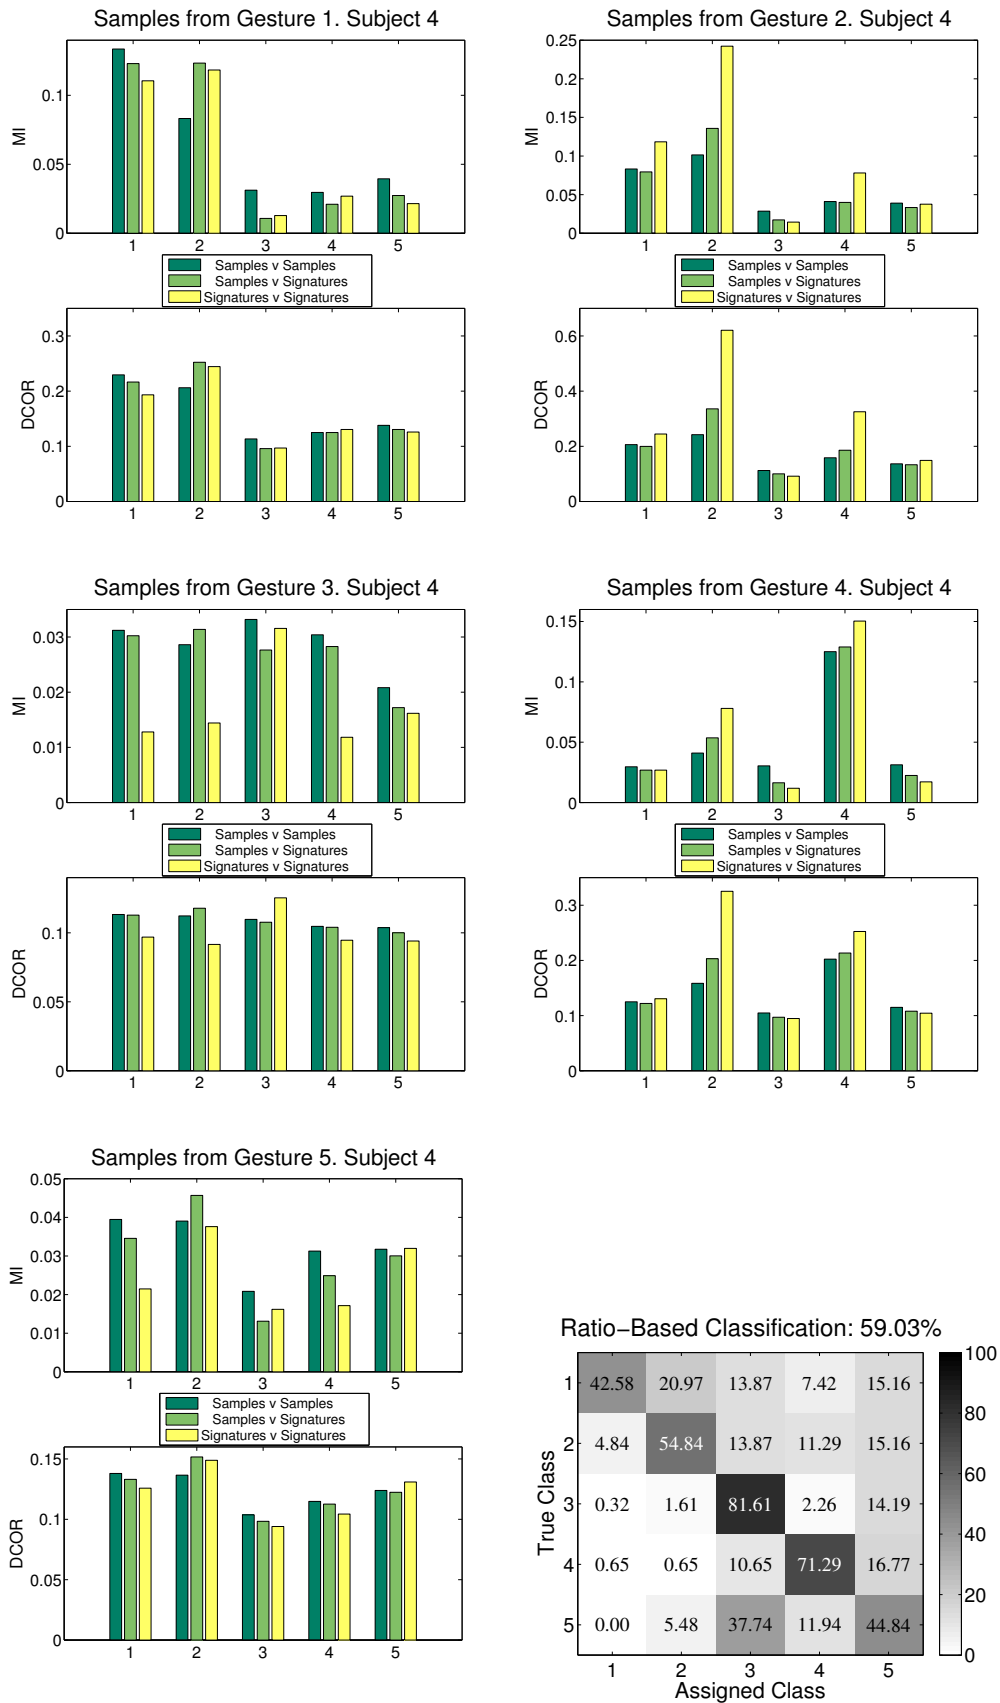 Samples from Gesture 1. Subject 4
0.1
0.05
0
MI
1 2 3 4 5
Samples v Samples
Samples v Signatures
Signatures v Signatures
0.3
0.2
0.1
0
DCOR
1 2 3 4 5
Samples from Gesture 2. Subject 4
0.25
0.2
0.15
0.1
0.05
0
MI
1 2 3 4 5
Samples v Samples
Samples v Signatures
Signatures v Signatures
0.6
0.4
0.2
0
DCOR
1 2 3 4 5
Samples from Gesture 3. Subject 4
0.03
0.02
0.01
0
MI
1 2 3 4 5
Samples v Samples
Samples v Signatures
Signatures v Signatures
0.1
0.05
0
DCOR
1 2 3 4 5
Samples from Gesture 4. Subject 4
0.15
0.1
0.05
0
MI
1 2 3 4 5
Samples v Samples
Samples v Signatures
Signatures v Signatures
0.3
0.2
0.1
0
DCOR
1 2 3 4 5
Samples from Gesture 5. Subject 4
0.05
0.04
0.03
0.02
0.01
0
MI
1 2 3 4 5
Samples v Samples
Samples v Signatures
Signatures v Signatures
0.15
0.1
0.05
0
DCOR
1 2 3 4 5
Ratio−Based Classification: 59.03%
1 42.58 20.97 13.87 7.42 15.16
2 4.84 54.84 13.87 11.29 15.16
3 0.32 1.61 81.61 2.26 14.19
4 0.65 0.65 10.65 71.29 16.77
5 0.00 5.48 37.74 11.94 44.84
True Class
1 2 3 4 5
Assigned Class
100
80
60
40
20
0